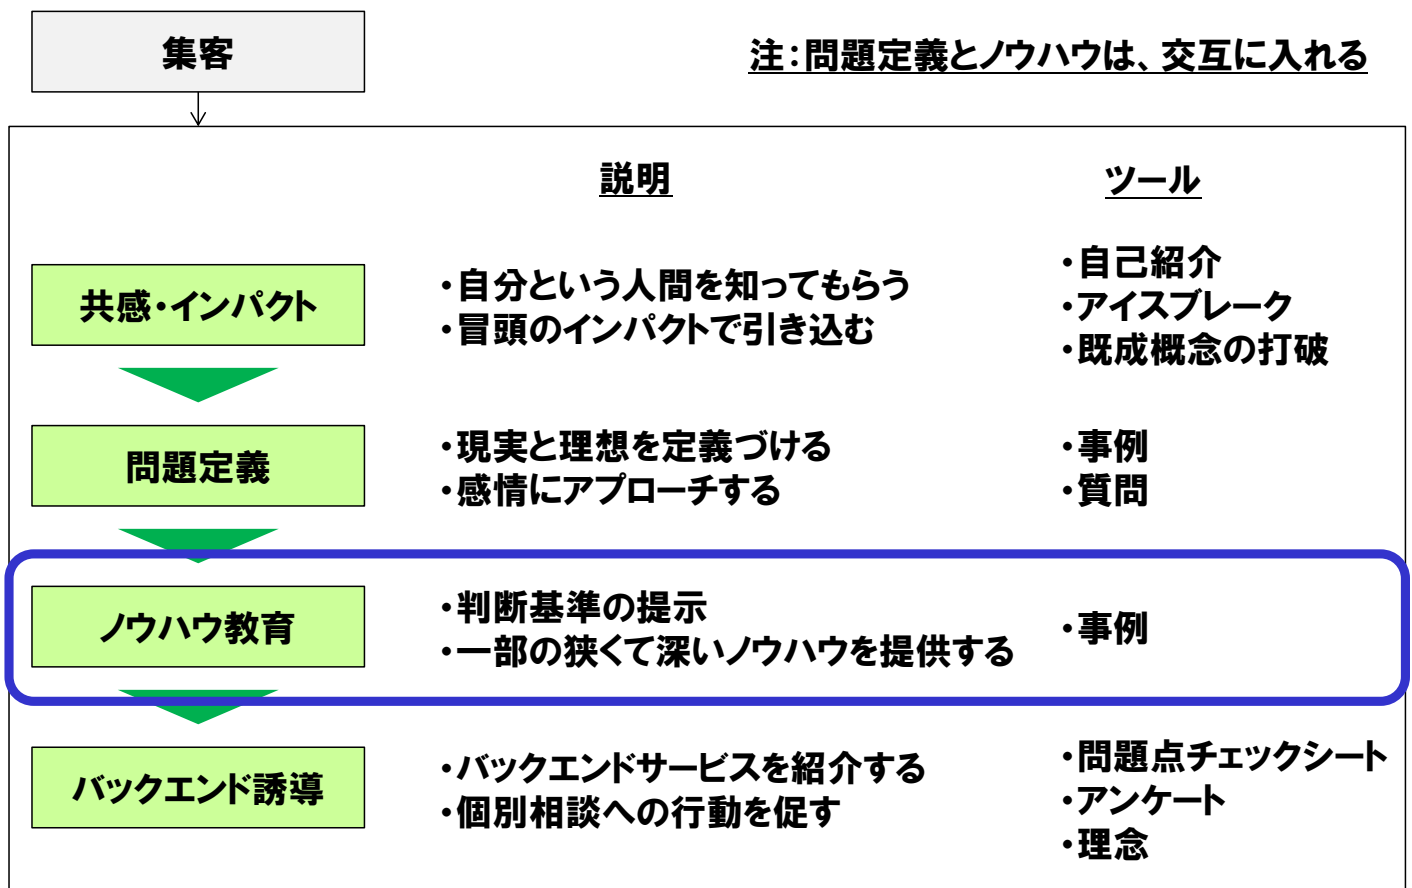 集客
注：問題定義とノウハウは、交互に入れる
説明
ツール
共感・インパクト
・自分という人間を知ってもらう
・冒頭のインパクトで引き込む
・自己紹介
・アイスブレーク
・既成概念の打破
問題定義
・現実と理想を定義づける
・感情にアプローチする
・事例
・質問
ノウハウ教育
・判断基準の提示
・一部の狭くて深いノウハウを提供する
・事例
バックエンド誘導
・バックエンドサービスを紹介する
・個別相談への行動を促す
・問題点チェックシート
・アンケート
・理念